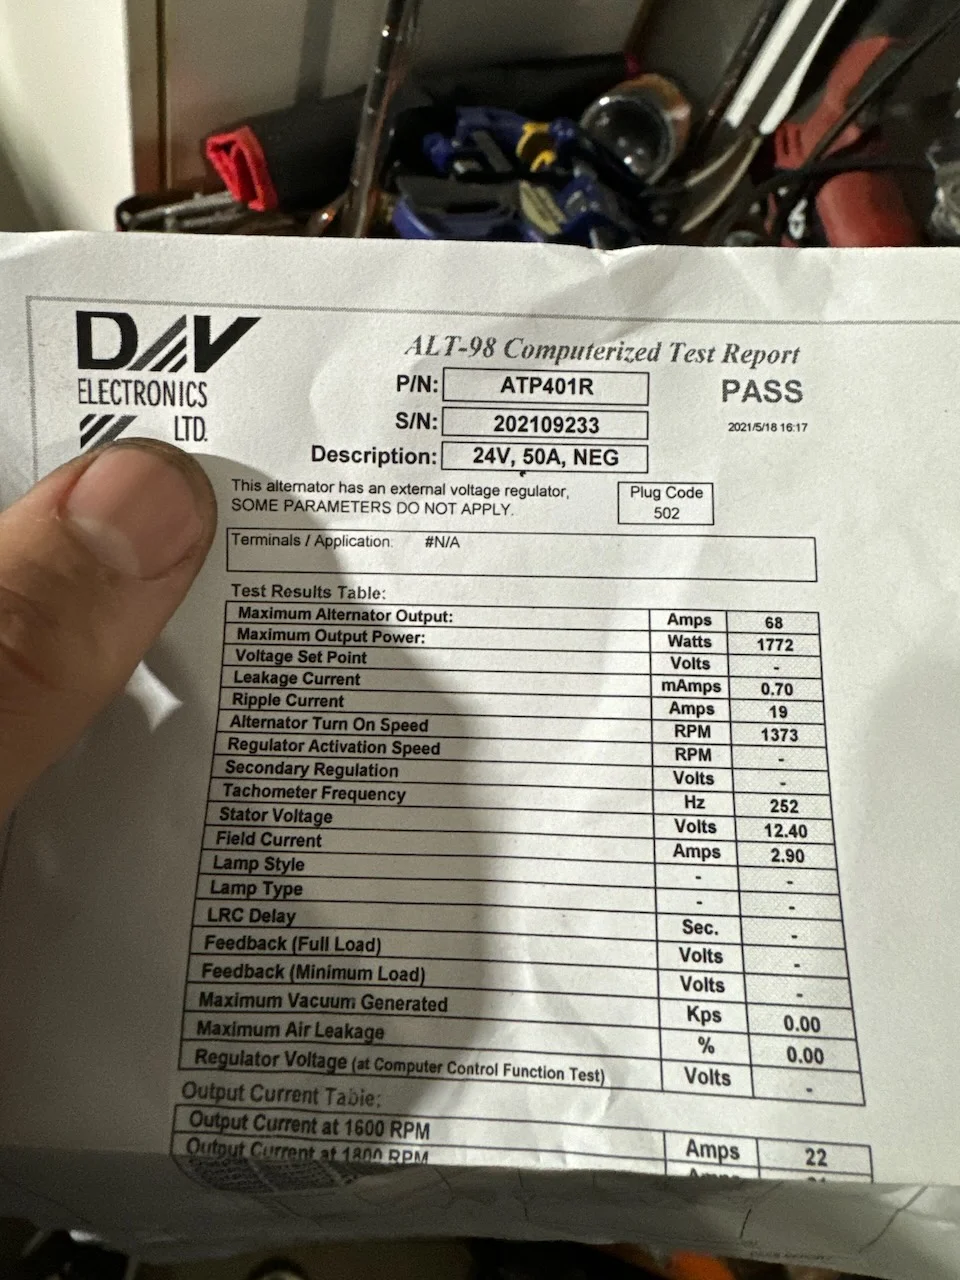 DAV
ELECTRONICS
LTD.
ALT-98 Computerized Test Report
P/N: ATP401R
PASS
S/N: 202109233
2021/5/18 16:17
Description: 24V, 50A, NEG
This alternator has an external voltage regulator,
SOME PARAMETERS DO NOT APPLY.
Plug Code
502
Terminals / Application: #N/A
Test Results Table:
Maximum Alternator Output: Amps 68
Maximum Output Power: Watts 1772
Voltage Set Point Volts -
Leakage Current mAmps 0.70
Ripple Current Amps 19
Alternator Turn On Speed RPM 1373
Regulator Activation Speed RPM -
Secondary Regulation Volts -
Tachometer Frequency Hz 252
Stator Voltage Volts 12.40
Field Current Amps 2.90
Lamp Style - -
Lamp Type - -
LRC Delay Sec. -
Feedback (Full Load) Volts -
Feedback (Minimum Load) Volts -
Maximum Vacuum Generated Kps 0.00
Maximum Air Leakage % 0.00
Regulator Voltage (at Computer Control Function Test) Volts -
Output Current Table:
Output Current at 1600 RPM Amps 22
Output Current at 1800 RPM Amps